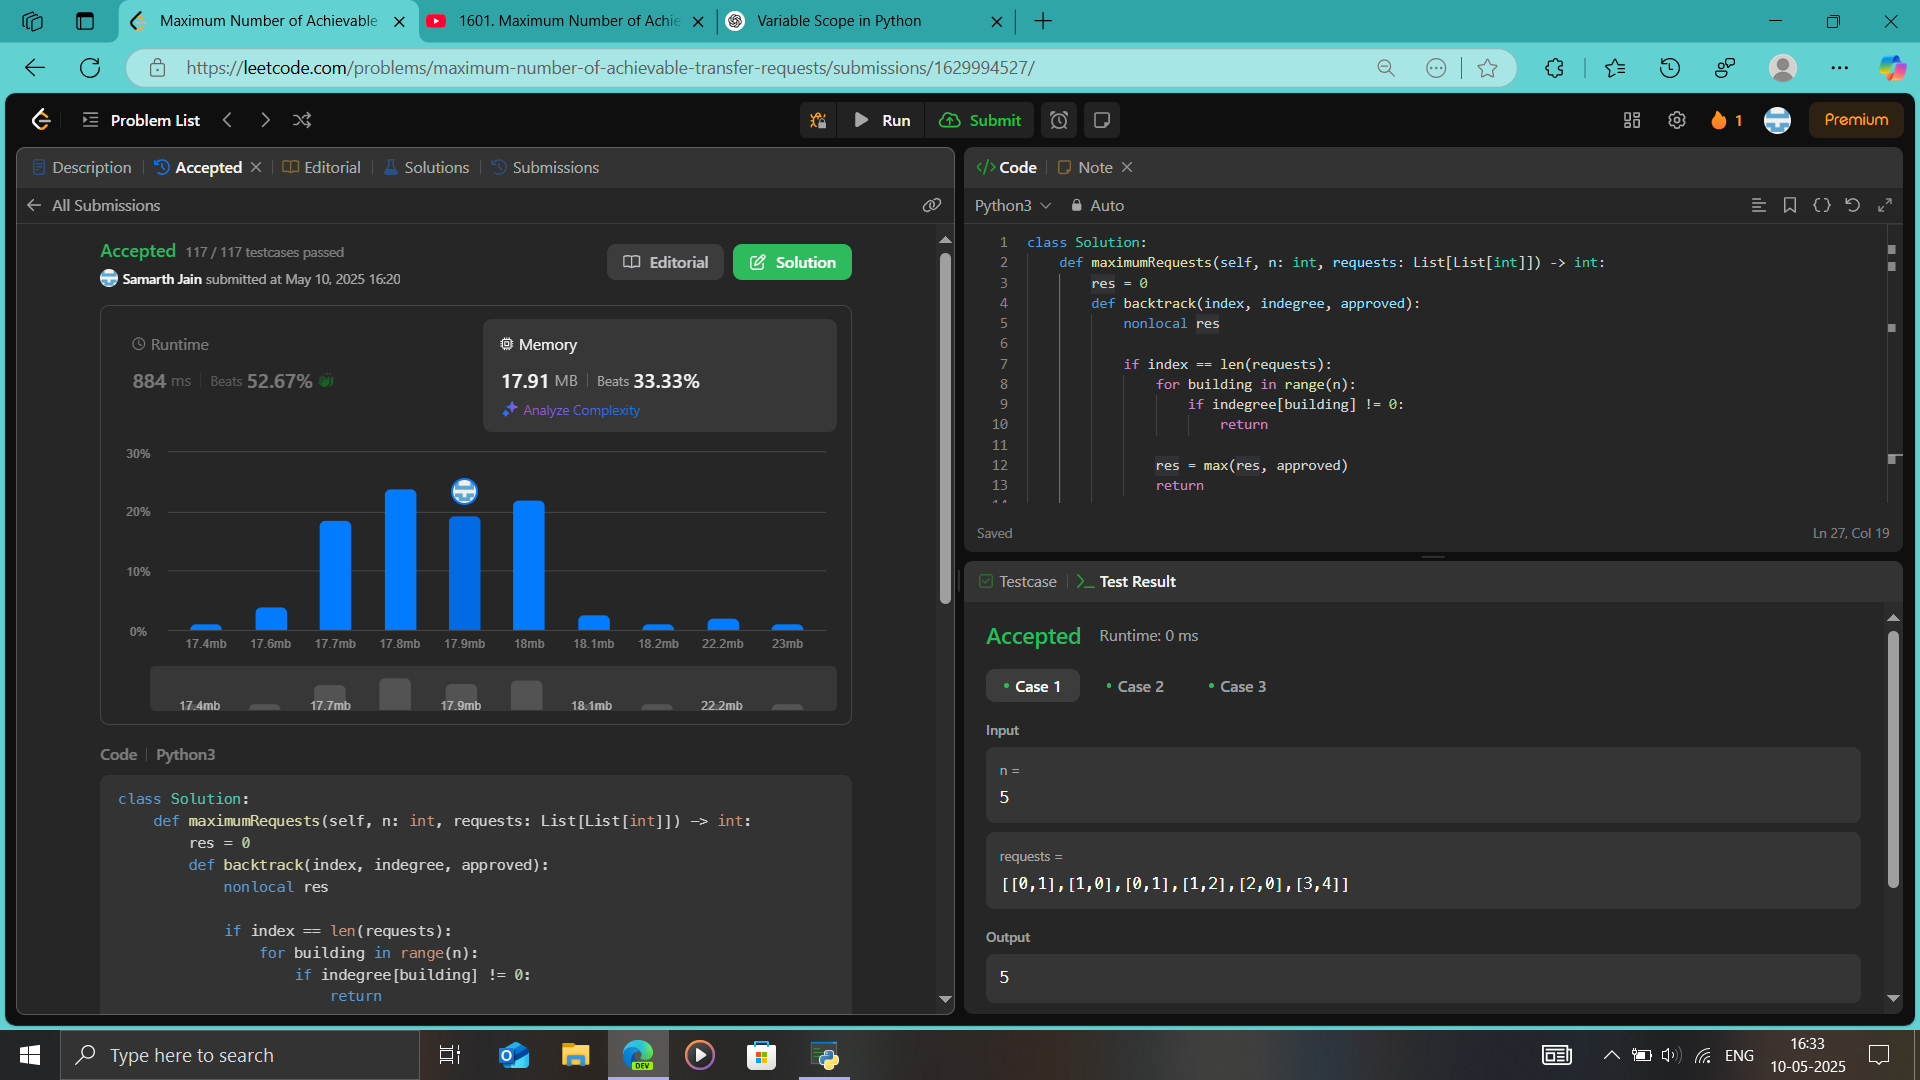 Maximum Number of Achievable
1601. Maximum Number of Achie
Variable Scope in Python
https://leetcode.com/problems/maximum-number-of-achievable-transfer-requests/submissions/1629994527/
Problem List
Run
Submit
1
Premium
Description
Accepted
Editorial
Solutions
Submissions
All Submissions
Accepted 117 / 117 testcases passed
Samarth Jain submitted at May 10, 2025 16:20
Editorial
Solution
Runtime
884 ms Beats 52.67%
Memory
17.91 MB Beats 33.33%
Analyze Complexity
30%
20%
10%
0%
17.4mb 17.6mb 17.7mb 17.8mb 17.9mb 18mb 18.1mb 18.2mb 22.2mb 23mb
17.4mb 17.7mb 17.9mb 18.1mb 22.2mb
Code Python3
class Solution:
def maximumRequests(self, n: int, requests: List[List[int]]) -> int:
res = 0
def backtrack(index, indegree, approved):
nonlocal res
if index == len(requests):
for building in range(n):
if indegree[building] != 0:
return
</> Code
Note
Python3
Auto
1 class Solution:
2 def maximumRequests(self, n: int, requests: List[List[int]]) -> int:
3 res = 0
4 def backtrack(index, indegree, approved):
5 nonlocal res
6
7 if index == len(requests):
8 for building in range(n):
9 if indegree[building] != 0:
10 return
11
12 res = max(res, approved)
13 return
Saved
Ln 27, Col 19
Testcase
Test Result
Accepted Runtime: 0 ms
Case 1
Case 2
Case 3
Input
n =
5
requests =
[[0,1],[1,0],[0,1],[1,2],[2,0],[3,4]]
Output
5
Type here to search
DEV
ENG
16:33
10-05-2025